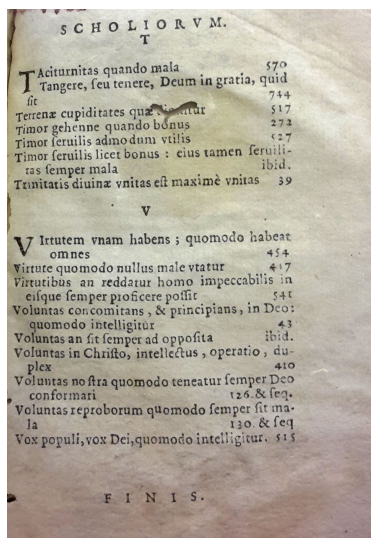 SCHOLIORVM.
T
TAciturnitas quando mala 570
Tangere, ſeu tenere, Deum in gratia, quid
ſit 744
Terrenæ cupiditates quæ 517
Timor gehenne quando bonus 272
Timor ſeruilis admodum vtilis 527
Timor ſeruilis licet bonus : eius tamen ſeruili-
tas ſemper mala ibid.
Trinitatis diuinæ vnitas eſt maximè vnitas 39
V
VIrtutem vnam habens ; quomodo habeat
omnes 454
Virtute quomodo nullus male vtatur 417
Virtutibus an reddatur homo impeccabilis in
eiſque ſemper proficere poſſit 541
Voluntas concomitans , & principians, in Deo:
quomodo intelligitur 43
Voluntas an ſit ſemper ad oppoſita ibid.
Voluntas in Chriſto, intellectus , operatio, du-
plex 410
Voluntas noſtra quomodo teneatur ſemper Deo
conformari 126. & ſeq.
Voluntas reproborum quomodo ſemper ſit ma-
la 130. & ſeq
Vox populi, vox Dei, quomodo intelligitur. 515
FINIS.